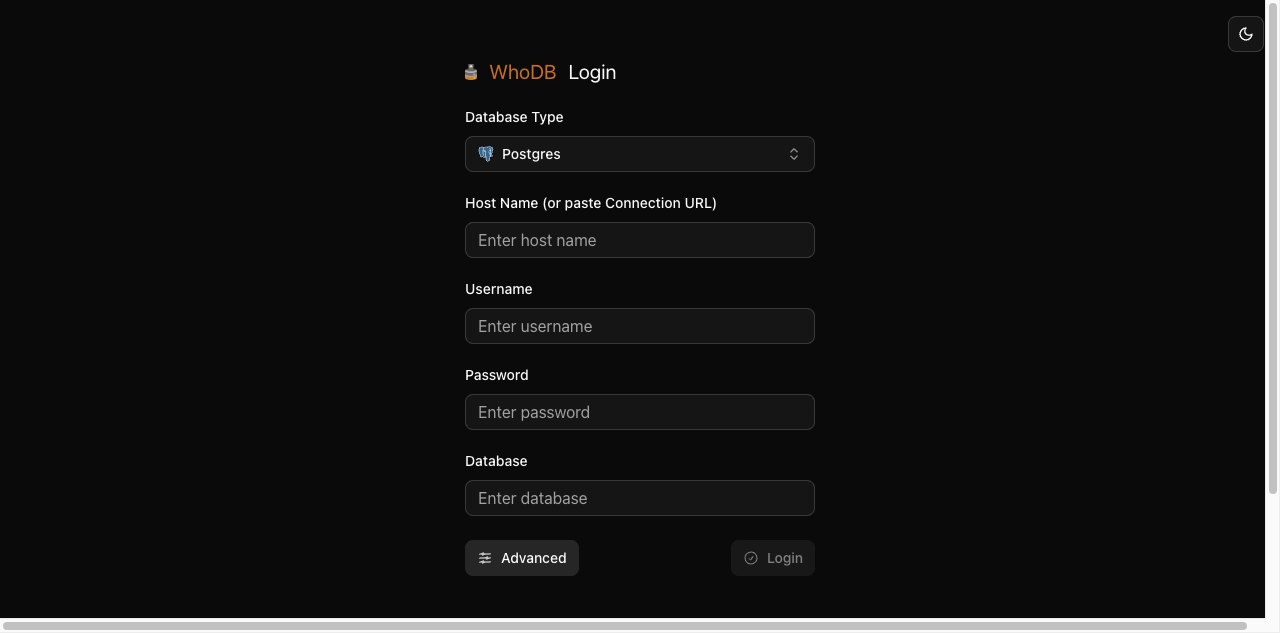 WhoDB Login
Database Type
Postgres
Host Name (or paste Connection URL)
Enter host name
Username
Enter username
Password
Enter password
Database
Enter database
Advanced
Login